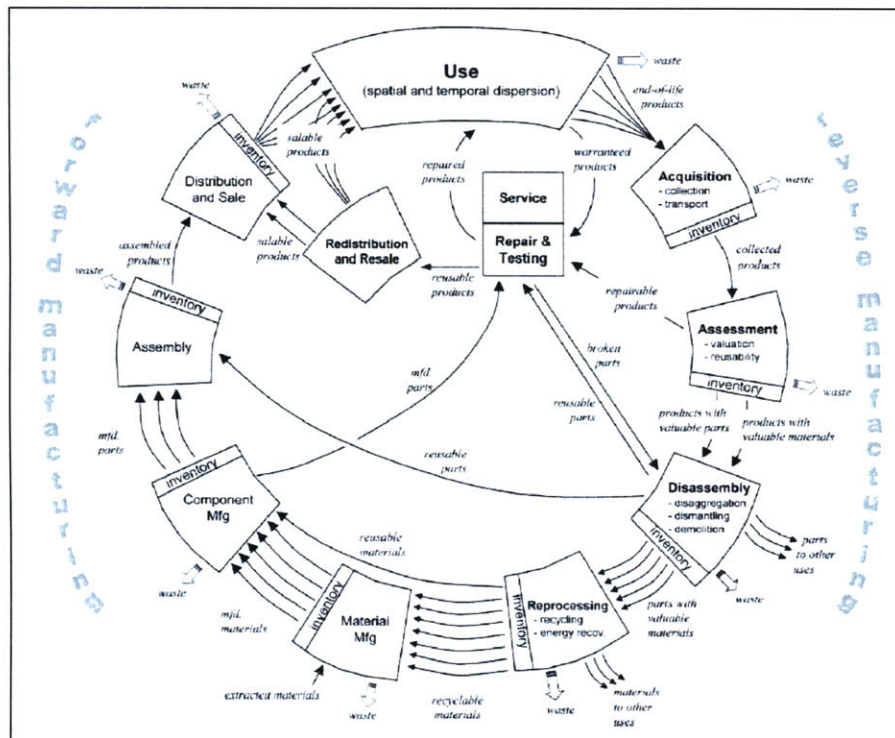 Use
(spatial and temporal dispersion)
waste
end-of-life
products
waste
inventory
Distribution
and Sale
salable
products
repaired
products
warranteed
products
Service
Repair &
Testing
Acquisition
- collection
- transport
inventory
waste
collected
products
Redistribution
and Resale
salable
products
assembled
products
reusable
products
repairable
products
waste
inventory
Assembly
Assessment
- valuation
- reusability
inventory
waste
mfd.
parts
broken
parts
reusable
parts
mfd
parts
products with
valuable parts
products with
valuable materials
reusable
parts
inventory
Component
Mfg
waste
Disassembly
- disaggregation
- dismantling
- demolition
inventory
parts
to other
uses
waste
reusable
materials
mfd.
materials
inventory
Material
Mfg
extracted materials
waste
recyclable
materials
inventory
Reprocessing
- recycling
- energy recov.
parts with
valuable
materials
waste
materials
to other
uses
forward manufacturing
reverse manufacturing